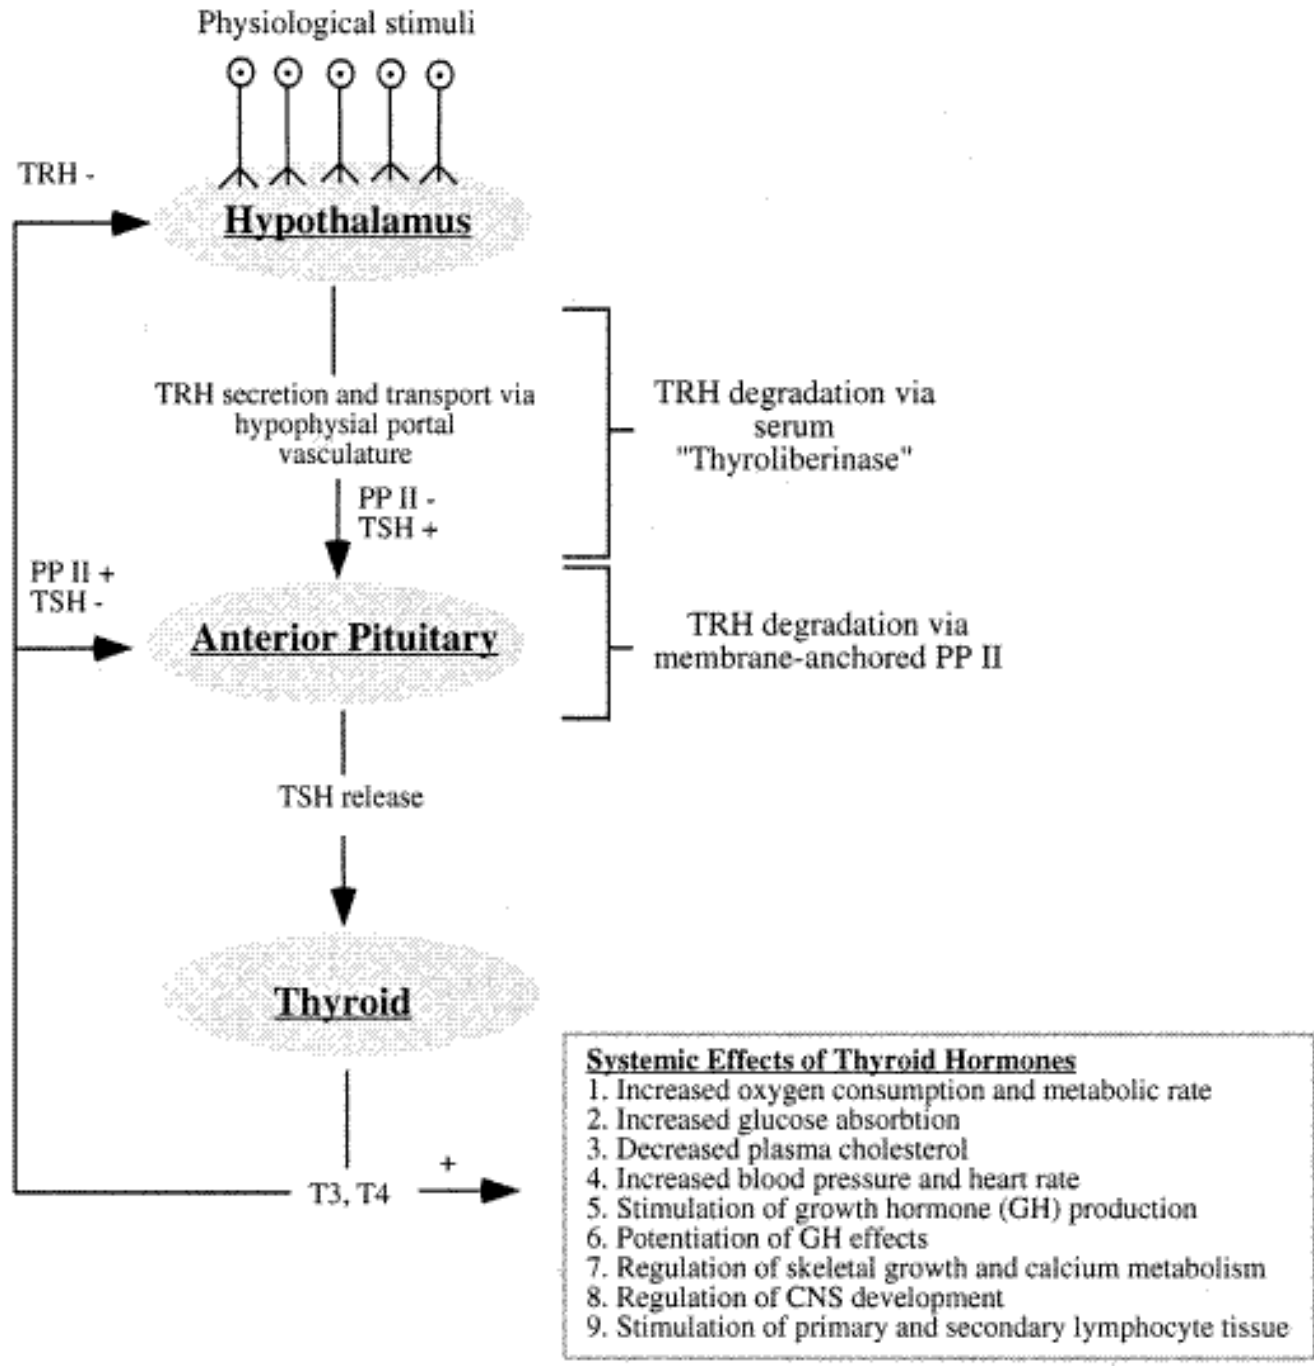 Physiological stimuli
TRH -
Hypothalamus
TRH secretion and transport via
hypophysial portal
vasculature
TRH degradation via
serum
"Thyroliberinase"
PP II -
TSH +
PP II +
TSH -
Anterior Pituitary
TRH degradation via
membrane-anchored PP II
TSH release
Thyroid
T3, T4
+
Systemic Effects of Thyroid Hormones
1. Increased oxygen consumption and metabolic rate
2. Increased glucose absorbtion
3. Decreased plasma cholesterol
4. Increased blood pressure and heart rate
5. Stimulation of growth hormone (GH) production
6. Potentiation of GH effects
7. Regulation of skeletal growth and calcium metabolism
8. Regulation of CNS development
9. Stimulation of primary and secondary lymphocyte tissue